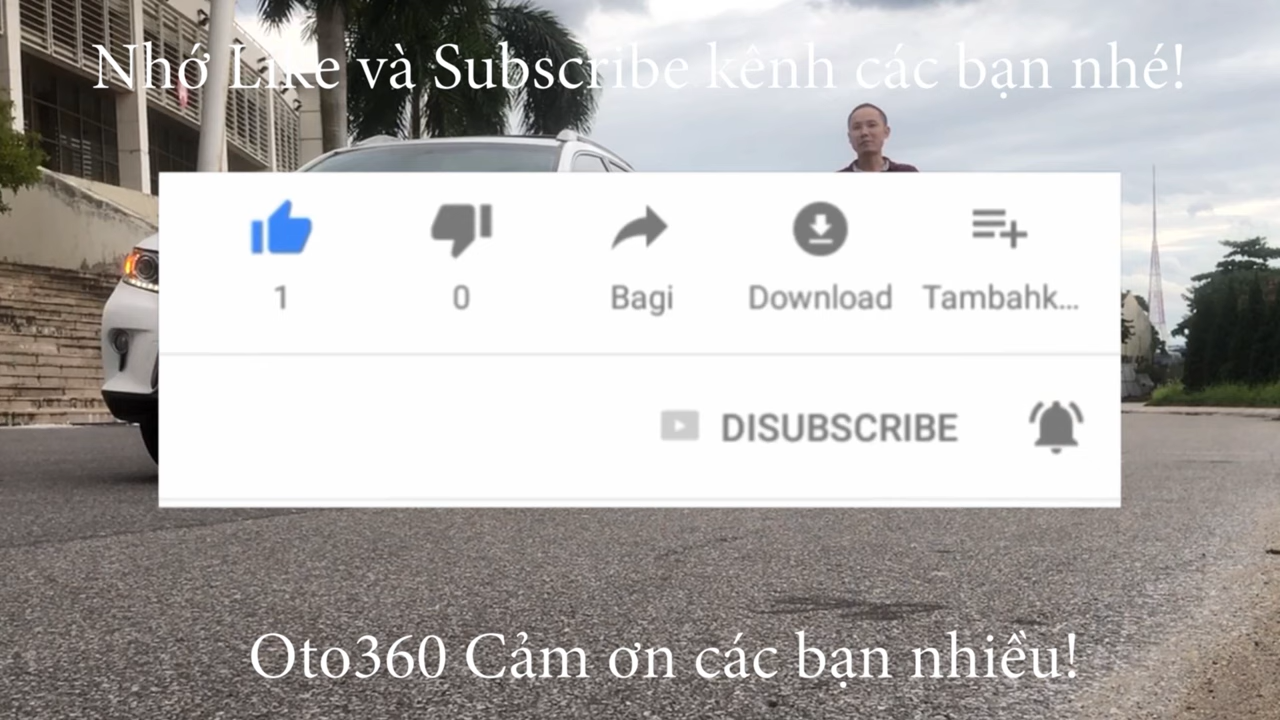 Nhớ Like và Subscribe kênh các bạn nhé!
1 0 Bagi Download Tambahk...
DISUBSCRIBE
Oto360 Cảm ơn các bạn nhiều!